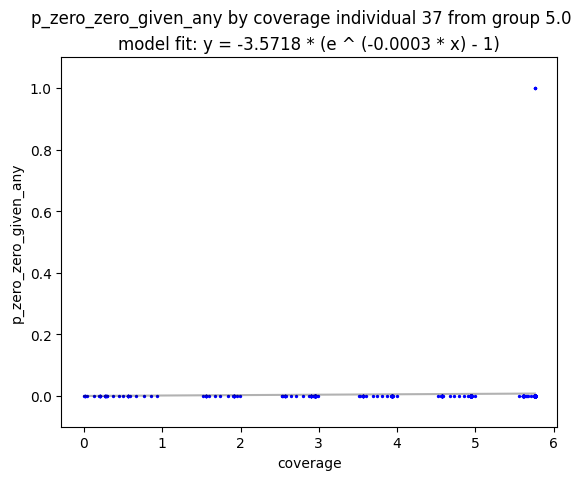 p_zero_zero_given_any by coverage individual 37 from group 5.0
model fit: y = -3.5718 * (e ^ (-0.0003 * x) - 1)
1.0
0.8
0.6
0.4
0.2
0.0
p_zero_zero_given_any
0 1 2 3 4 5 6
coverage